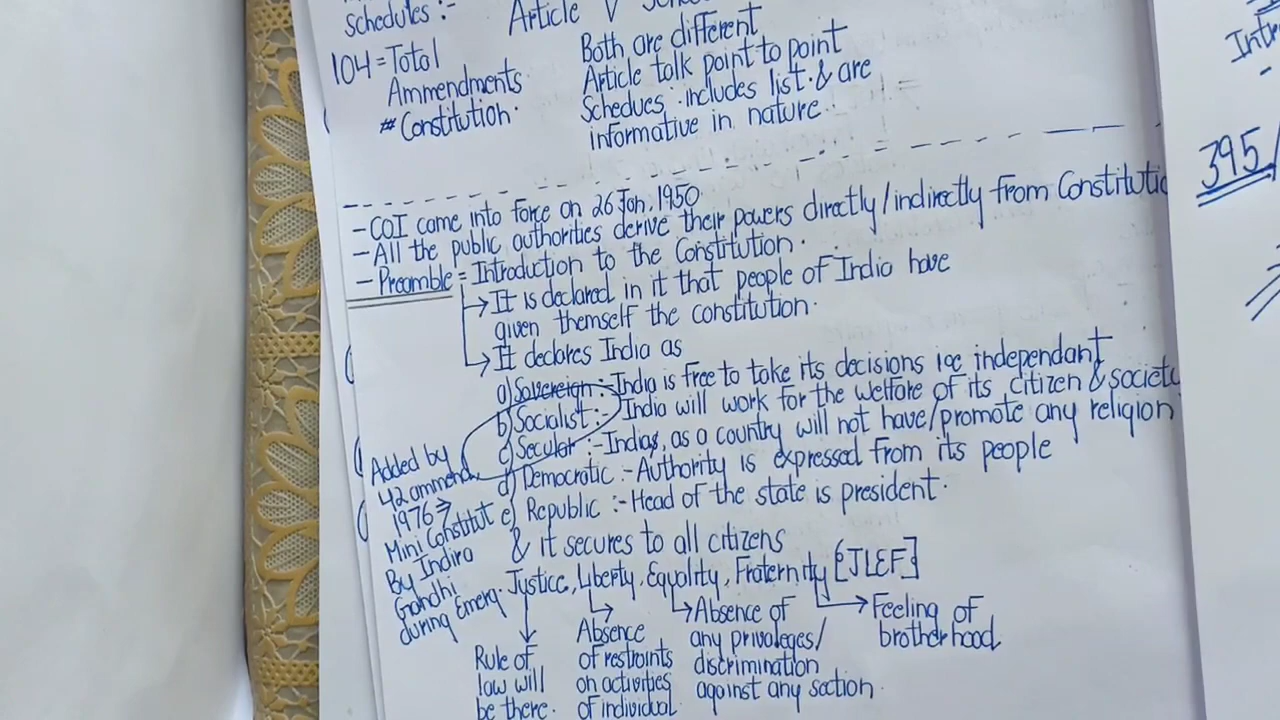 Schedules :-
Article V
104 = Total
Ammendments
# Constitution.
Both are different
Article talk point to point
Schedues includes list. & are
informative in nature.
- COI came into force on 26 Jan, 1950
- All the public authorities derive their powers directly/indirectly from Constitutio
- Preamble = Introduction to the Constitution.
→ It is declared in it that people of India have
given themself the constitution.
→ It declares India as
a) Sovereign :- India is free to take its decisions i.e independant
b) Socialist :- India will work for the welfare of its citizen & society
c) Secular :- India, as a country will not have/promote any religion
d) Democratic :- Authority is expressed from its people
e) Republic :- Head of the state is president.
Added by
42 ammend.
1976 →
Mini Constitut
By Indira
Gandhi
during Emerg.
& it secures to all citizens
Justice, Liberty, Equality, Fraternity [JLEF]
Rule of
law will
be there.
Absence
of restraints
on activities
of individual
Absence of
any privoleges/
discrimination
against any section.
Feeling of
brotherhood
Intr
395/